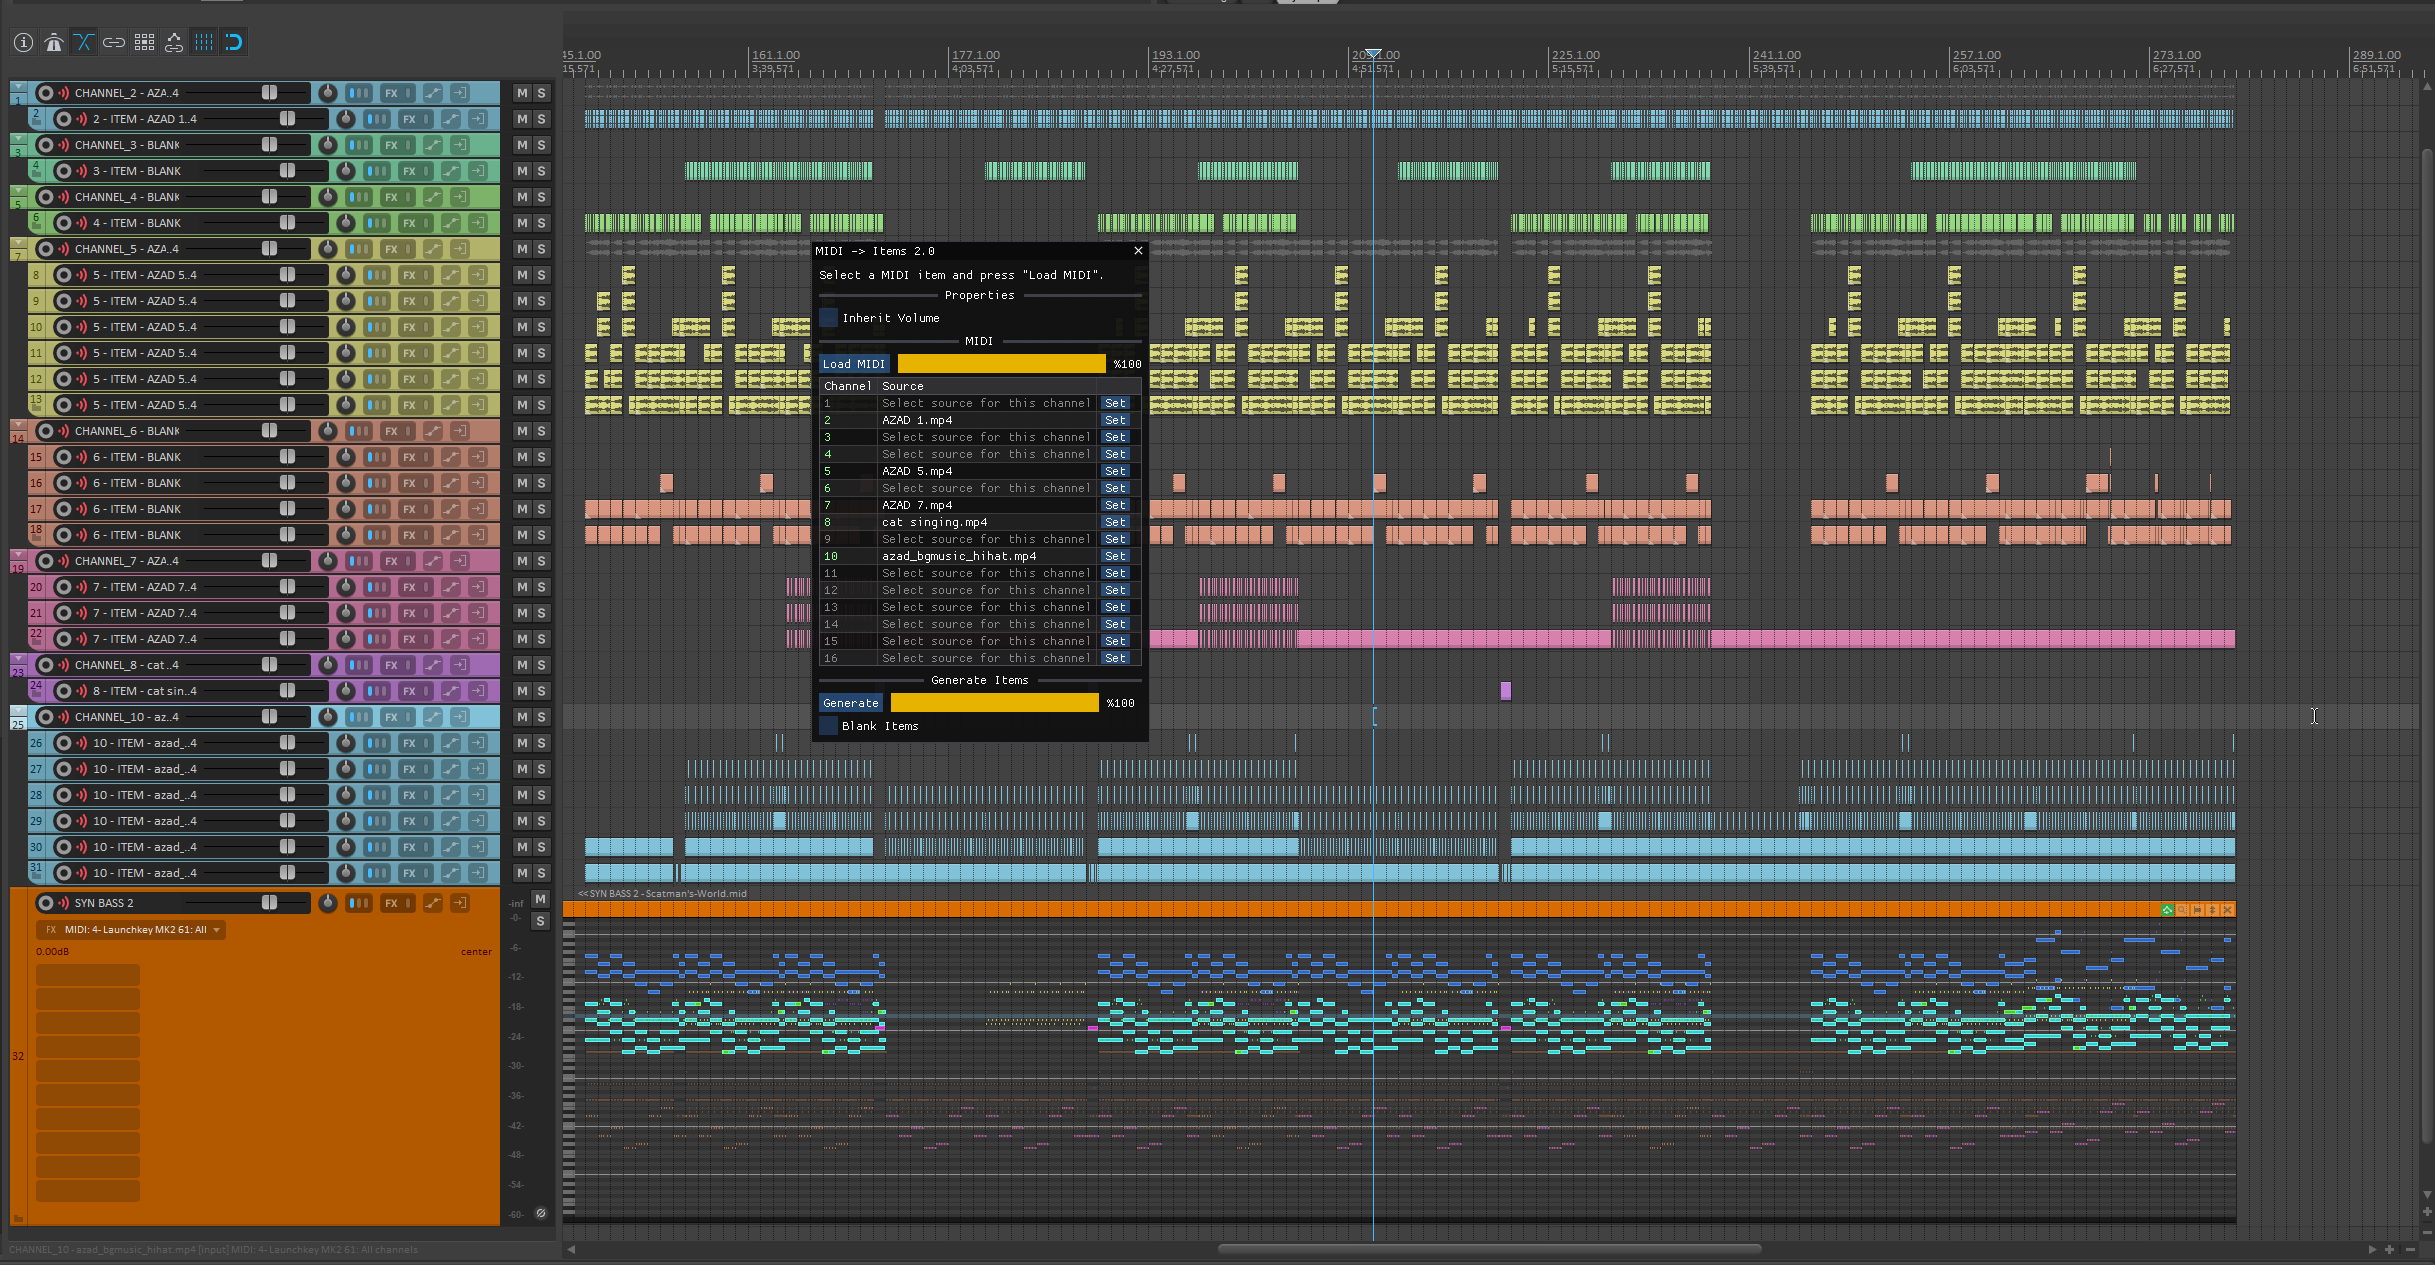 145.1.00 161.1.00 177.1.00 193.1.00 225.1.00 241.1.00 257.1.00 273.1.00 289.1.00
3:39.571 4:03.571 4:27.571 4:51.571 5:15.571 5:39.571 6:03.571 6:27.571 6:51.571
1 CHANNEL_2 - AZA..4 FX M S
2 2 - ITEM - AZAD 1..4 FX M S
3 CHANNEL_3 - BLANK FX M S
4 3 - ITEM - BLANK FX M S
5 CHANNEL_4 - BLANK FX M S
6 4 - ITEM - BLANK FX M S
7 CHANNEL_5 - AZA..4 FX M S
8 5 - ITEM - AZAD 5..4 FX M S
9 5 - ITEM - AZAD 5..4 FX M S
10 5 - ITEM - AZAD 5..4 FX M S
11 5 - ITEM - AZAD 5..4 FX M S
12 5 - ITEM - AZAD 5..4 FX M S
13 5 - ITEM - AZAD 5..4 FX M S
14 CHANNEL_6 - BLANK FX M S
15 6 - ITEM - BLANK FX M S
16 6 - ITEM - BLANK FX M S
17 6 - ITEM - BLANK FX M S
18 6 - ITEM - BLANK FX M S
19 CHANNEL_7 - AZA..4 FX M S
20 7 - ITEM - AZAD 7..4 FX M S
21 7 - ITEM - AZAD 7..4 FX M S
22 7 - ITEM - AZAD 7..4 FX M S
23 CHANNEL_8 - cat..4 FX M S
24 8 - ITEM - cat sin..4 FX M S
25 CHANNEL_10 - az..4 FX M S
26 10 - ITEM - azad_..4 FX M S
27 10 - ITEM - azad_..4 FX M S
28 10 - ITEM - azad_..4 FX M S
29 10 - ITEM - azad_..4 FX M S
30 10 - ITEM - azad_..4 FX M S
31 10 - ITEM - azad_..4 FX M S
MIDI -> Items 2.0
Select a MIDI item and press "Load MIDI".
Properties
Inherit Volume
MIDI
Load MIDI %100
Channel Source
1 Select source for this channel Set
2 AZAD 1.mp4 Set
3 Select source for this channel Set
4 Select source for this channel Set
5 AZAD 5.mp4 Set
6 Select source for this channel Set
7 AZAD 7.mp4 Set
8 cat singing.mp4 Set
9 Select source for this channel Set
10 azad_bgmusic_hihat.mp4 Set
11 Select source for this channel Set
12 Select source for this channel Set
13 Select source for this channel Set
14 Select source for this channel Set
15 Select source for this channel Set
16 Select source for this channel Set
Generate Items
Generate %100
Blank Items
<<SYN BASS 2 - Scatman's-World.mid
SYN BASS 2 FX -inf M
S
-0-
FX MIDI: 4- Launchkey MK2 61: All
0.00dB center
-6-
-12-
-18-
-24-
-30-
32
-36-
-42-
-48-
-54-
-60-
CHANNEL_10 - azad_bgmusic_hihat.mp4 [input] MIDI: 4- Launchkey MK2 61: All channels